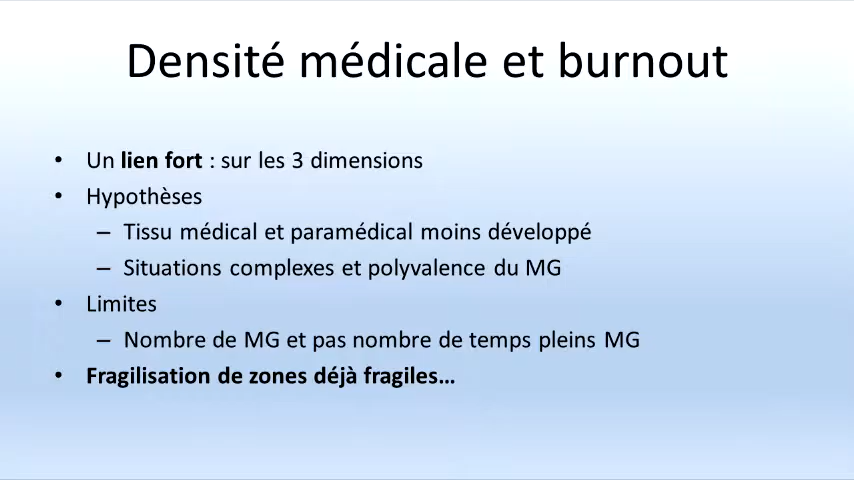 Densité médicale et burnout
• Un lien fort : sur les 3 dimensions
• Hypothèses
– Tissu médical et paramédical moins développé
– Situations complexes et polyvalence du MG
• Limites
– Nombre de MG et pas nombre de temps pleins MG
• Fragilisation de zones déjà fragiles…